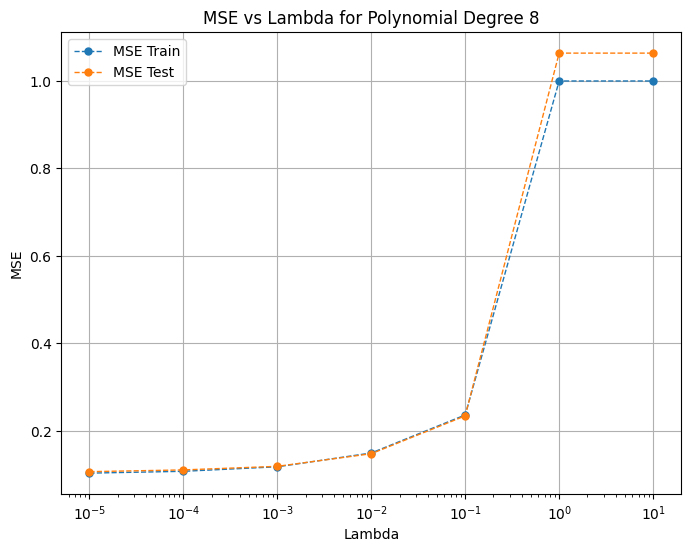 MSE vs Lambda for Polynomial Degree 8
MSE Train
MSE Test
1.0
0.8
0.6
0.4
0.2
MSE
10⁻⁵ 10⁻⁴ 10⁻³ 10⁻² 10⁻¹ 10⁰ 10¹
Lambda